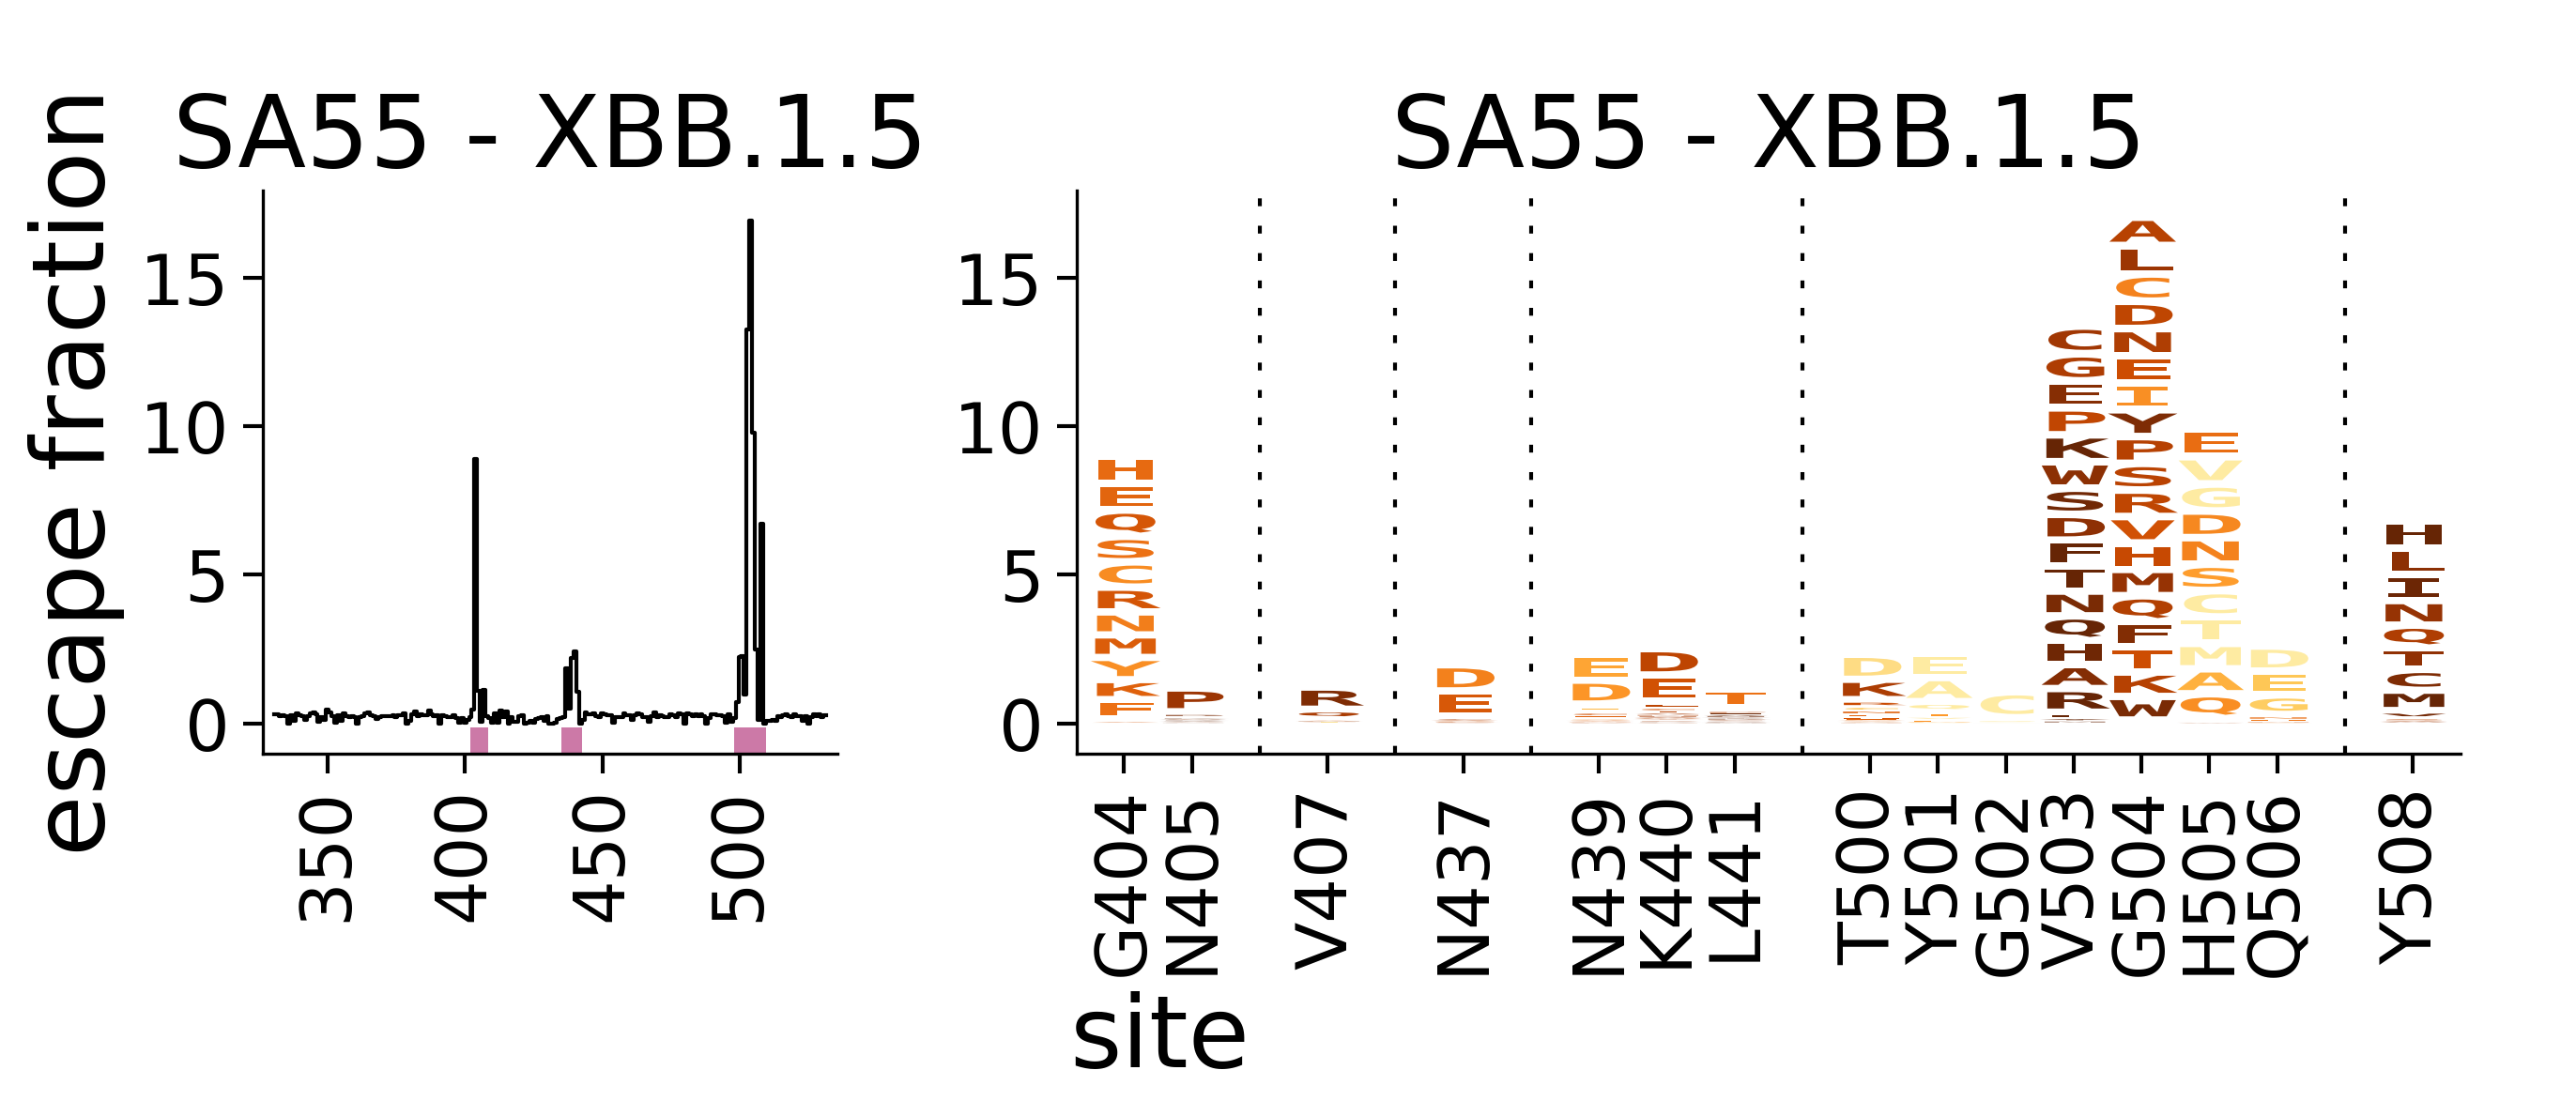 SA55 - XBB.1.5
escape fraction
15
10
5
0
350
400
450
500
SA55 - XBB.1.5
15
10
5
0
H
E
Q
S
C
R
N
M
Y
K
F
P
R
Q
D
E
E
D
D
E
T
D
K
E
A
C
C
G
E
P
K
W
S
D
F
T
N
Q
H
A
R
A
L
C
D
N
E
I
Y
P
S
R
V
H
M
Q
F
T
K
W
E
V
G
D
N
S
C
T
M
A
Q
D
E
G
H
L
I
N
Q
T
C
M
G404
N405
V407
N437
N439
K440
L441
T500
Y501
G502
V503
G504
H505
Q506
Y508
site